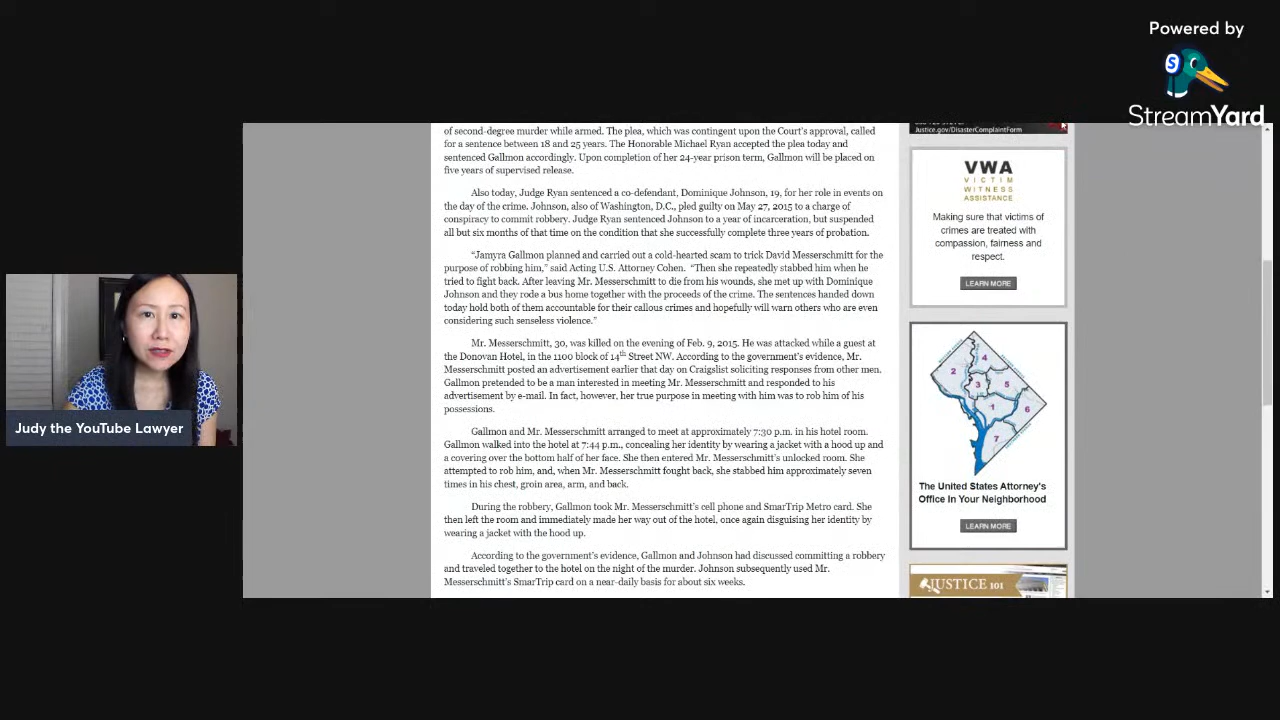 Powered by
S
StreamYard
of second-degree murder while armed. The plea, which was contingent upon the Court's approval, called
for a sentence between 18 and 25 years. The Honorable Michael Ryan accepted the plea today and
sentenced Gallmon accordingly. Upon completion of her 24-year prison term, Gallmon will be placed on
five years of supervised release.
Also today, Judge Ryan sentenced a co-defendant, Dominique Johnson, 19, for her role in events on
the day of the crime. Johnson, also of Washington, D.C., pled guilty on May 27, 2015 to a charge of
conspiracy to commit robbery. Judge Ryan sentenced Johnson to a year of incarceration, but suspended
all but six months of that time on the condition that she successfully complete three years of probation.
“Jamyra Gallmon planned and carried out a cold-hearted scam to trick David Messerschmitt for the
purpose of robbing him,” said Acting U.S. Attorney Cohen. “Then she repeatedly stabbed him when he
tried to fight back. After leaving Mr. Messerschmitt to die from his wounds, she met up with Dominique
Johnson and they rode a bus home together with the proceeds of the crime. The sentences handed down
today hold both of them accountable for their callous crimes and hopefully will warn others who are even
considering such senseless violence.”
Mr. Messerschmitt, 30, was killed on the evening of Feb. 9, 2015. He was attacked while a guest at
the Donovan Hotel, in the 1100 block of 14th Street NW. According to the government's evidence, Mr.
Messerschmitt posted an advertisement earlier that day on Craigslist soliciting responses from other men.
Gallmon pretended to be a man interested in meeting Mr. Messerschmitt and responded to his
advertisement by e-mail. In fact, however, her true purpose in meeting with him was to rob him of his
possessions.
Gallmon and Mr. Messerschmitt arranged to meet at approximately 7:30 p.m. in his hotel room.
Gallmon walked into the hotel at 7:44 p.m., concealing her identity by wearing a jacket with a hood up and
a covering over the bottom half of her face. She then entered Mr. Messerschmitt's unlocked room. She
attempted to rob him, and, when Mr. Messerschmitt fought back, she stabbed him approximately seven
times in his chest, groin area, arm, and back.
During the robbery, Gallmon took Mr. Messerschmitt's cell phone and SmarTrip Metro card. She
then left the room and immediately made her way out of the hotel, once again disguising her identity by
wearing a jacket with the hood up.
According to the government's evidence, Gallmon and Johnson had discussed committing a robbery
and traveled together to the hotel on the night of the murder. Johnson subsequently used Mr.
Messerschmitt's SmarTrip card on a near-daily basis for about six weeks.
Justice.gov/DisasterComplaintForm
VWA
VICTIM
WITNESS
ASSISTANCE
Making sure that victims of
crimes are treated with
compassion, fairness and
respect.
LEARN MORE
4
2
3
5
1
6
7
The United States Attorney's
Office In Your Neighborhood
LEARN MORE
JUSTICE 101
Judy the YouTube Lawyer